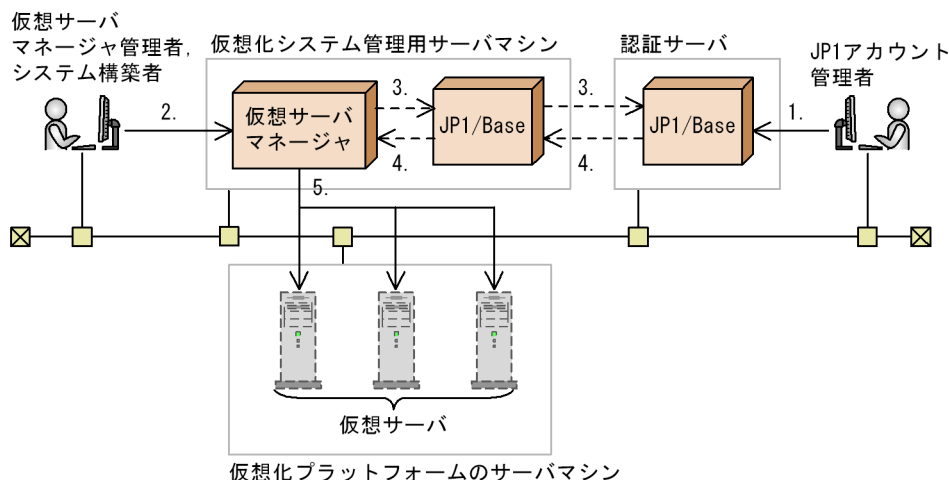 仮想サーバ
マネージャ管理者,
システム構築者
仮想化システム管理用サーバマシン
認証サーバ
JP1アカウント
管理者
2.
仮想サーバ
マネージャ
3.
JP1/Base
3.
JP1/Base
1.
4.
4.
5.
仮想サーバ
仮想化プラットフォームのサーバマシン